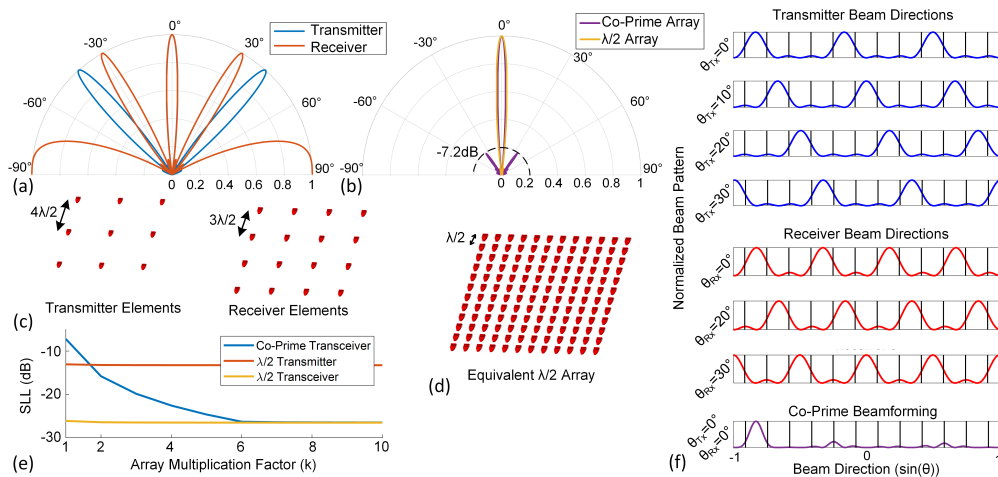 0°
-30°
30°
-60°
60°
-90°
90°
0 0.2 0.4 0.6 0.8 1
Transmitter
Receiver
(a)
0°
-30°
30°
-60°
60°
-90°
90°
0 0.2 0.4 0.6 0.8 1
Co-Prime Array
λ/2 Array
-7.2dB
(b)
4λ/2
3λ/2
Transmitter Elements
Receiver Elements
(c)
λ/2
(d)
Equivalent λ/2 Array
Co-Prime Transceiver
λ/2 Transmitter
λ/2 Transceiver
SLL (dB)
-10
-20
-30
1 2 4 6 8 10
Array Multiplication Factor (k)
(e)
Transmitter Beam Directions
θTx=0°
θTx=10°
θTx=20°
θTx=30°
Normalized Beam Pattern
Receiver Beam Directions
θRx=0°
θRx=20°
θRx=30°
Co-Prime Beamforming
θTx=0°
θRx=0°
-1 0 1
Beam Direction (sin(θ))
(f)